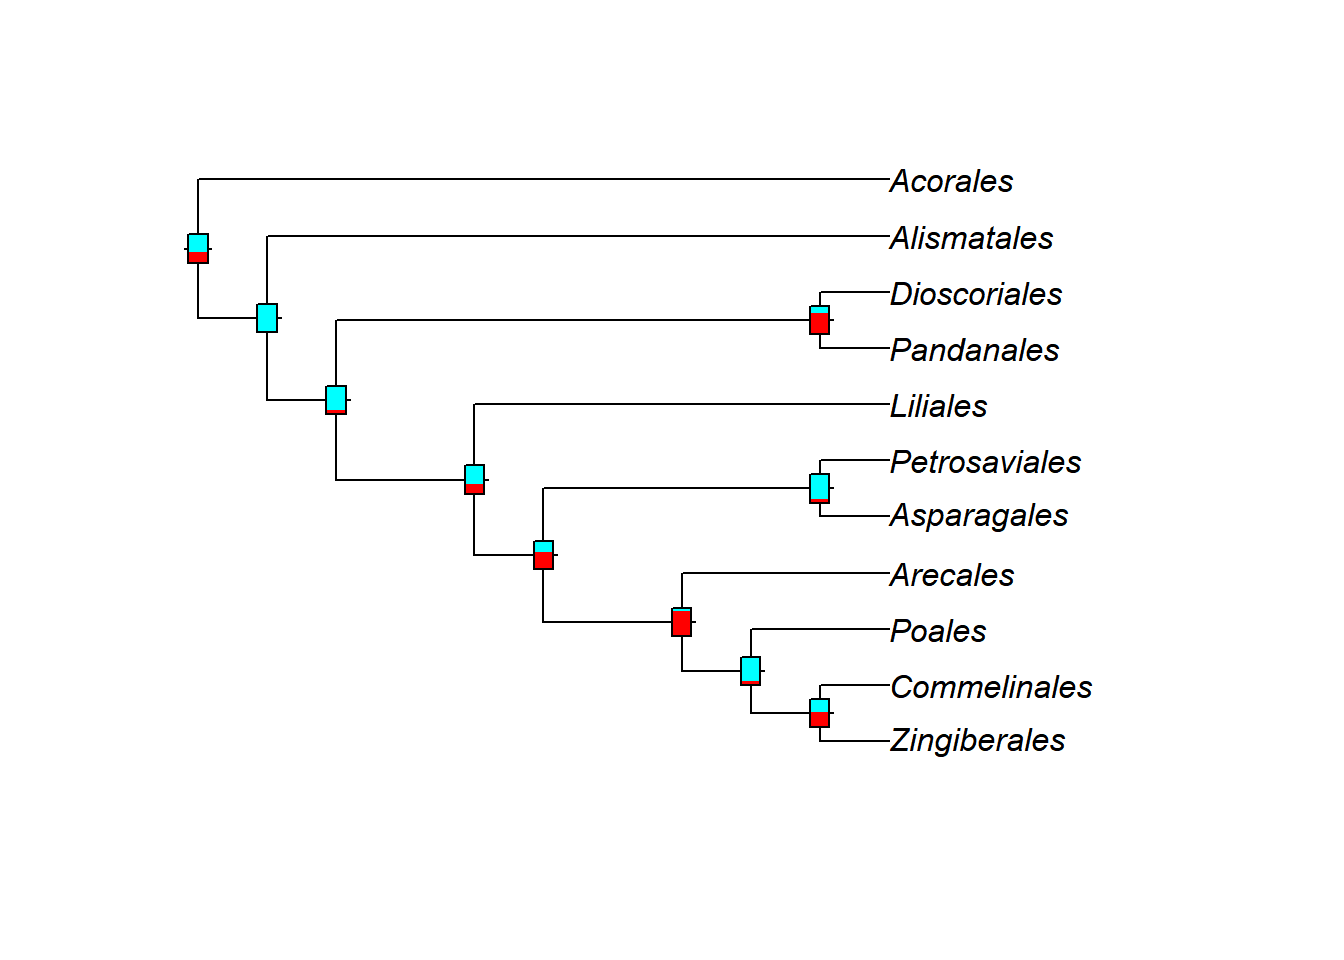 Acorales
Alismatales
Dioscoriales
Pandanales
Liliales
Petrosaviales
Asparagales
Arecales
Poales
Commelinales
Zingiberales